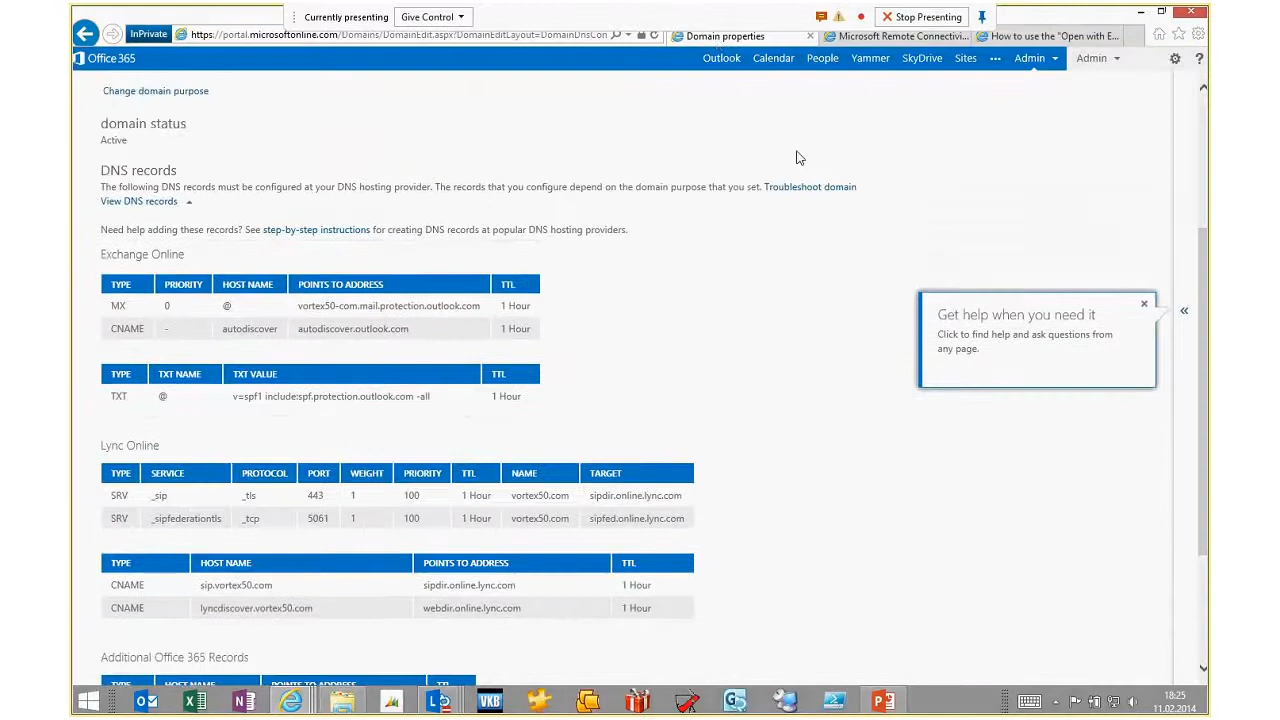 Currently presenting Give Control Stop Presenting
InPrivate https://portal.microsoftonline.com/Domains/DomainEdit.aspx?DomainEditLayout=DomainDnsCon Domain properties Microsoft Remote Connectivi... How to use the "Open with E...
Office 365 Outlook Calendar People Yammer SkyDrive Sites ••• Admin Admin ?
Change domain purpose
domain status
Active
DNS records
The following DNS records must be configured at your DNS hosting provider. The records that you configure depend on the domain purpose that you set. Troubleshoot domain
View DNS records
Need help adding these records? See step-by-step instructions for creating DNS records at popular DNS hosting providers.
Exchange Online
TYPE PRIORITY HOST NAME POINTS TO ADDRESS TTL
MX 0 @ vortex50-com.mail.protection.outlook.com 1 Hour
CNAME - autodiscover autodiscover.outlook.com 1 Hour
TYPE TXT NAME TXT VALUE TTL
TXT @ v=spf1 include:spf.protection.outlook.com -all 1 Hour
Get help when you need it
Click to find help and ask questions from
any page.
Lync Online
TYPE SERVICE PROTOCOL PORT WEIGHT PRIORITY TTL NAME TARGET
SRV _sip _tls 443 1 100 1 Hour vortex50.com sipdir.online.lync.com
SRV _sipfederationtls _tcp 5061 1 100 1 Hour vortex50.com sipfed.online.lync.com
TYPE HOST NAME POINTS TO ADDRESS TTL
CNAME sip.vortex50.com sipdir.online.lync.com 1 Hour
CNAME lyncdiscover.vortex50.com webdir.online.lync.com 1 Hour
Additional Office 365 Records
TYPE HOST NAME POINTS TO ADDRESS TTL
VKB
18:25
11.02.2014